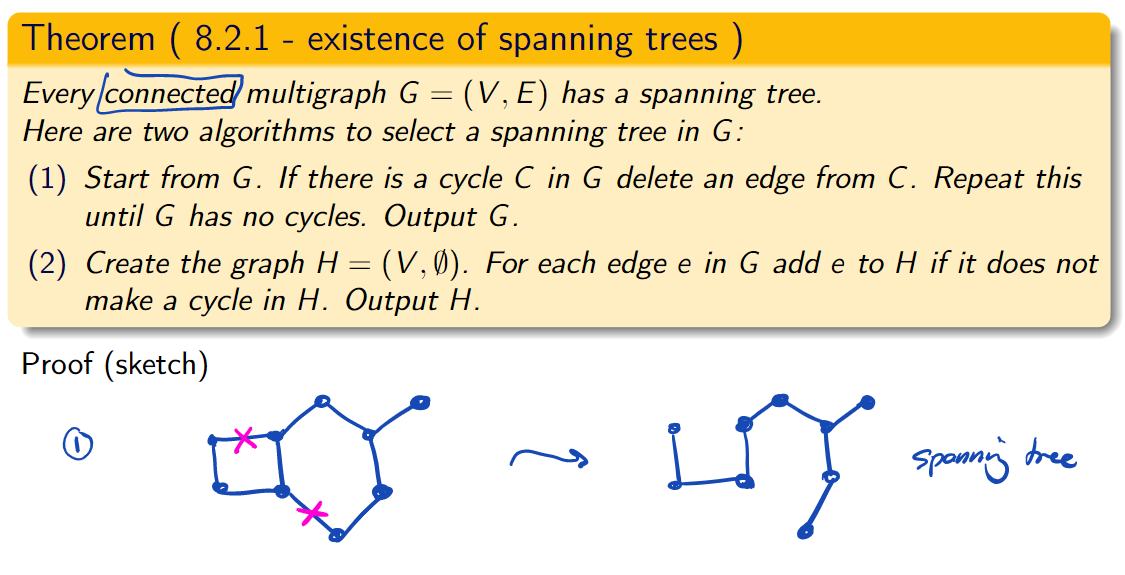 Theorem ( 8.2.1 - existence of spanning trees )
Every connected multigraph G = (V, E) has a spanning tree.
Here are two algorithms to select a spanning tree in G:
(1) Start from G. If there is a cycle C in G delete an edge from C. Repeat this
until G has no cycles. Output G.
(2) Create the graph H = (V, ∅). For each edge e in G add e to H if it does not
make a cycle in H. Output H.
Proof (sketch)
① spanning tree